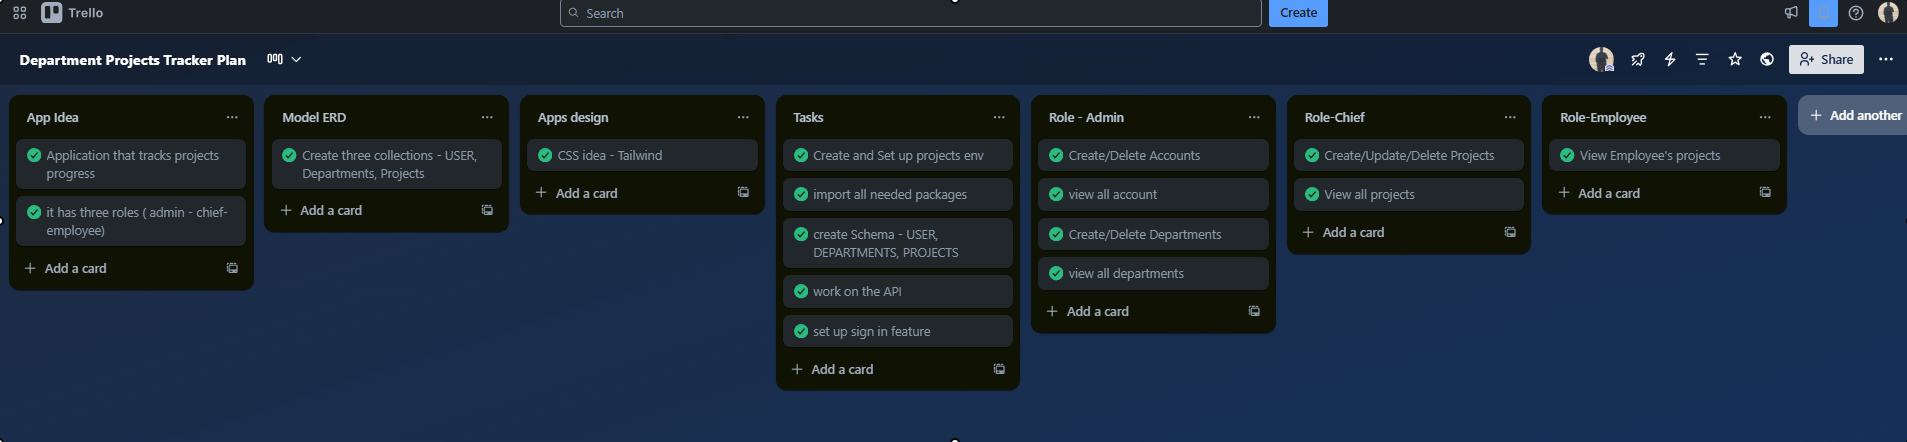 Trello
Search
Create
Department Projects Tracker Plan
Share
App Idea
Application that tracks projects
progress
it has three roles ( admin - chief-
employee)
Add a card
Model ERD
Create three collections - USER,
Departments, Projects
Add a card
Apps design
CSS idea - Tailwind
Add a card
Tasks
Create and Set up projects env
import all needed packages
create Schema - USER,
DEPARTMENTS, PROJECTS
work on the API
set up sign in feature
Add a card
Role - Admin
Create/Delete Accounts
view all account
Create/Delete Departments
view all departments
Add a card
Role-Chief
Create/Update/Delete Projects
View all projects
Add a card
Role-Employee
View Employee's projects
Add a card
Add another